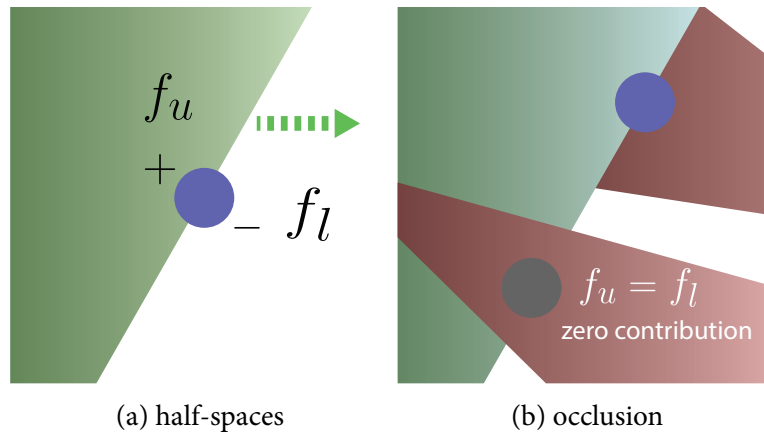 f_u
+
− f_l
f_u = f_l
zero contribution
(a) half-spaces
(b) occlusion